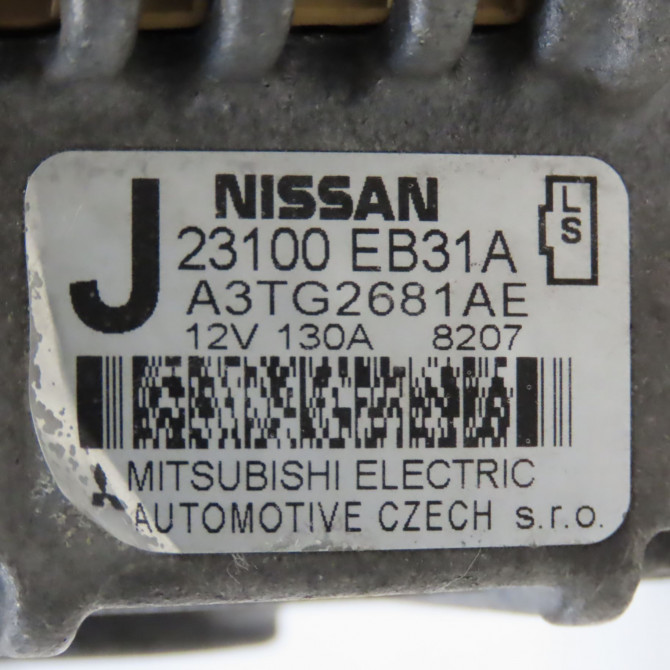 J
NISSAN
L
S
23100 EB31A
A3TG2681AE
12V 130A 8207
MITSUBISHI ELECTRIC
AUTOMOTIVE CZECH s.r.o.